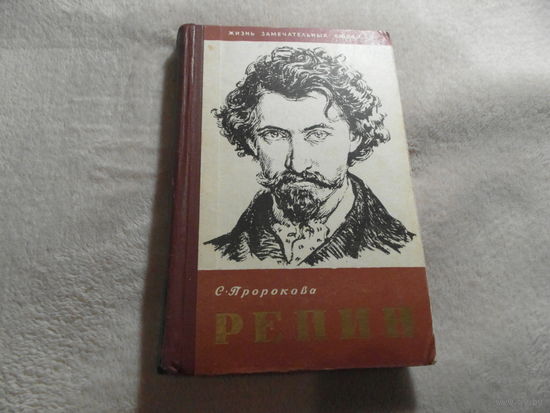 ЖИЗНЬ ЗАМЕЧАТЕЛЬНЫХ ЛЮДЕЙ
С. Пророкова
РЕПИН